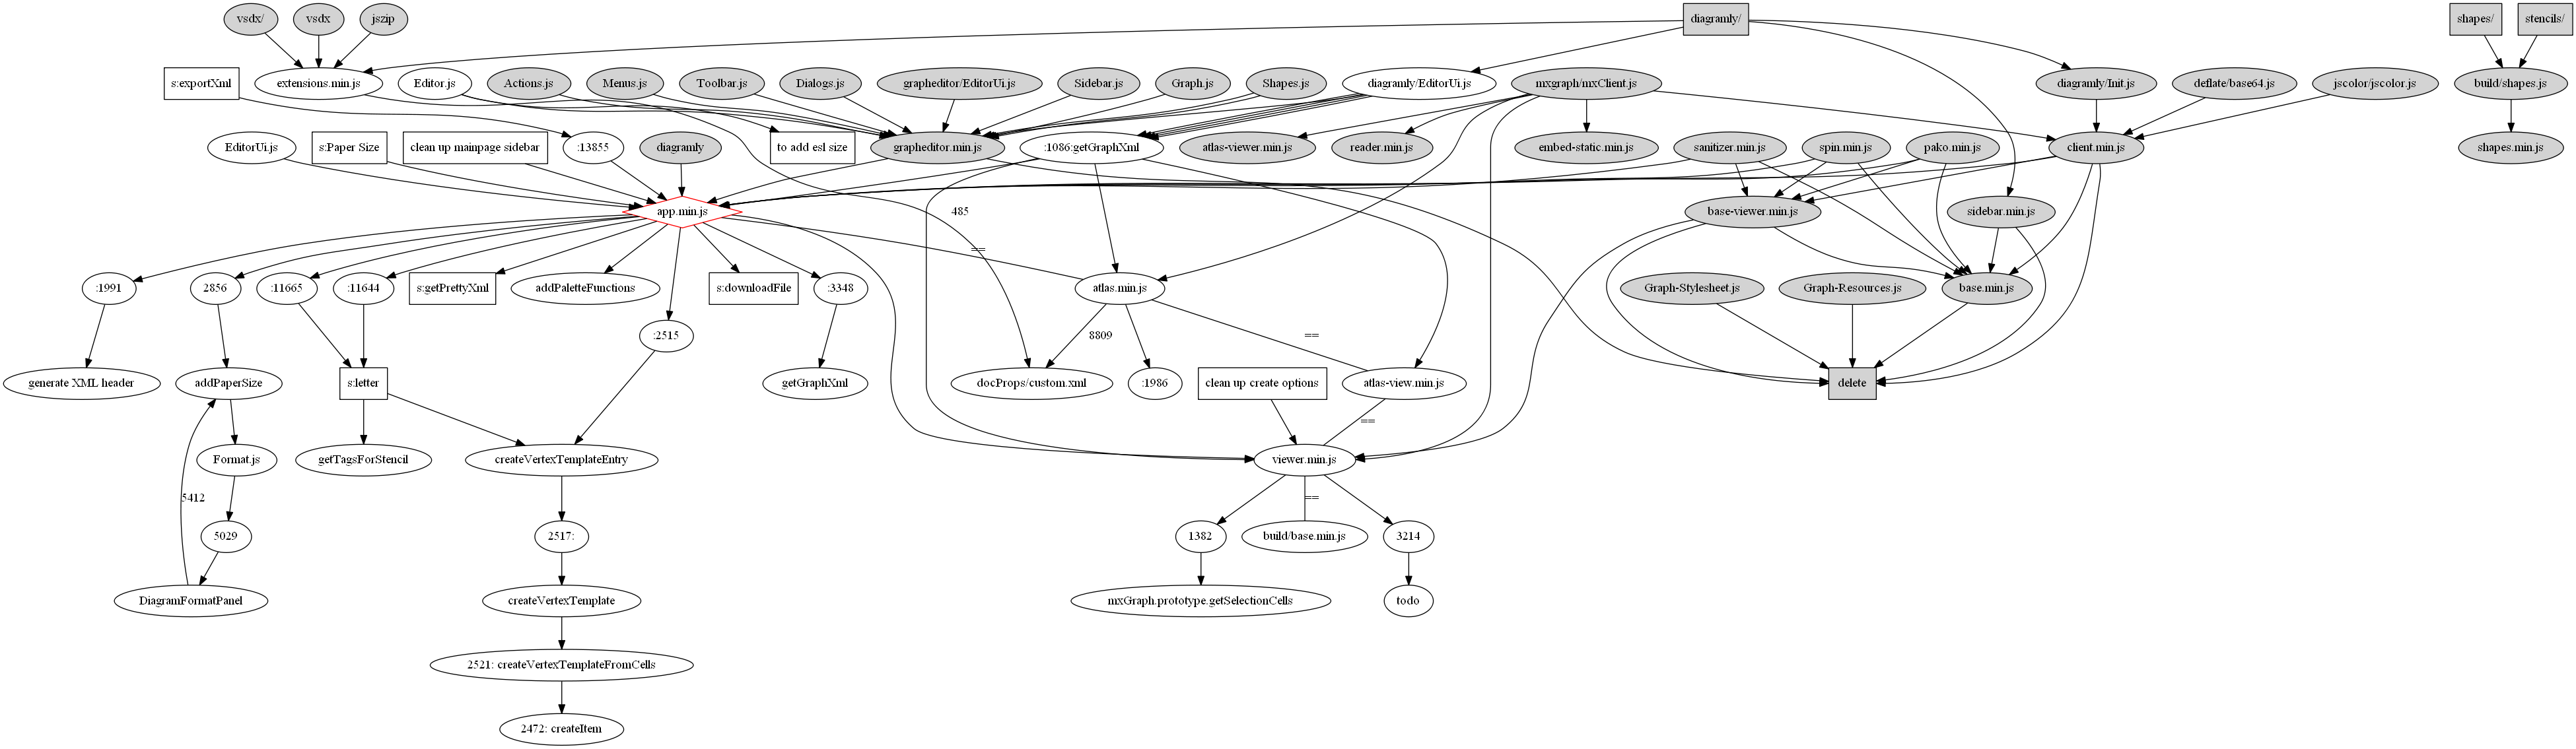 vsdx/
vsdx
jszip
diagramly/
shapes/
stencils/
s:exportXml
extensions.min.js
Editor.js
Actions.js
Menus.js
Toolbar.js
Dialogs.js
grapheditor/EditorUi.js
Sidebar.js
Graph.js
Shapes.js
diagramly/EditorUi.js
mxgraph/mxClient.js
diagramly/Init.js
deflate/base64.js
jscolor/jscolor.js
build/shapes.js
EditorUi.js
s:Paper Size
clean up mainpage sidebar
:13855
diagramly
to add esl size
grapheditor.min.js
:1086:getGraphXml
atlas-viewer.min.js
reader.min.js
embed-static.min.js
sanitizer.min.js
spin.min.js
pako.min.js
client.min.js
shapes.min.js
app.min.js
485
base-viewer.min.js
sidebar.min.js
==
:1991
2856
:11665
:11644
s:getPrettyXml
addPaletteFunctions
s:downloadFile
:3348
atlas.min.js
Graph-Stylesheet.js
Graph-Resources.js
base.min.js
:2515
8809
==
generate XML header
addPaperSize
s:letter
getGraphXml
docProps/custom.xml
:1986
clean up create options
atlas-view.min.js
delete
==
Format.js
getTagsForStencil
createVertexTemplateEntry
viewer.min.js
5412
==
5029
2517:
1382
build/base.min.js
3214
DiagramFormatPanel
createVertexTemplate
mxGraph.prototype.getSelectionCells
todo
2521: createVertexTemplateFromCells
2472: createItem